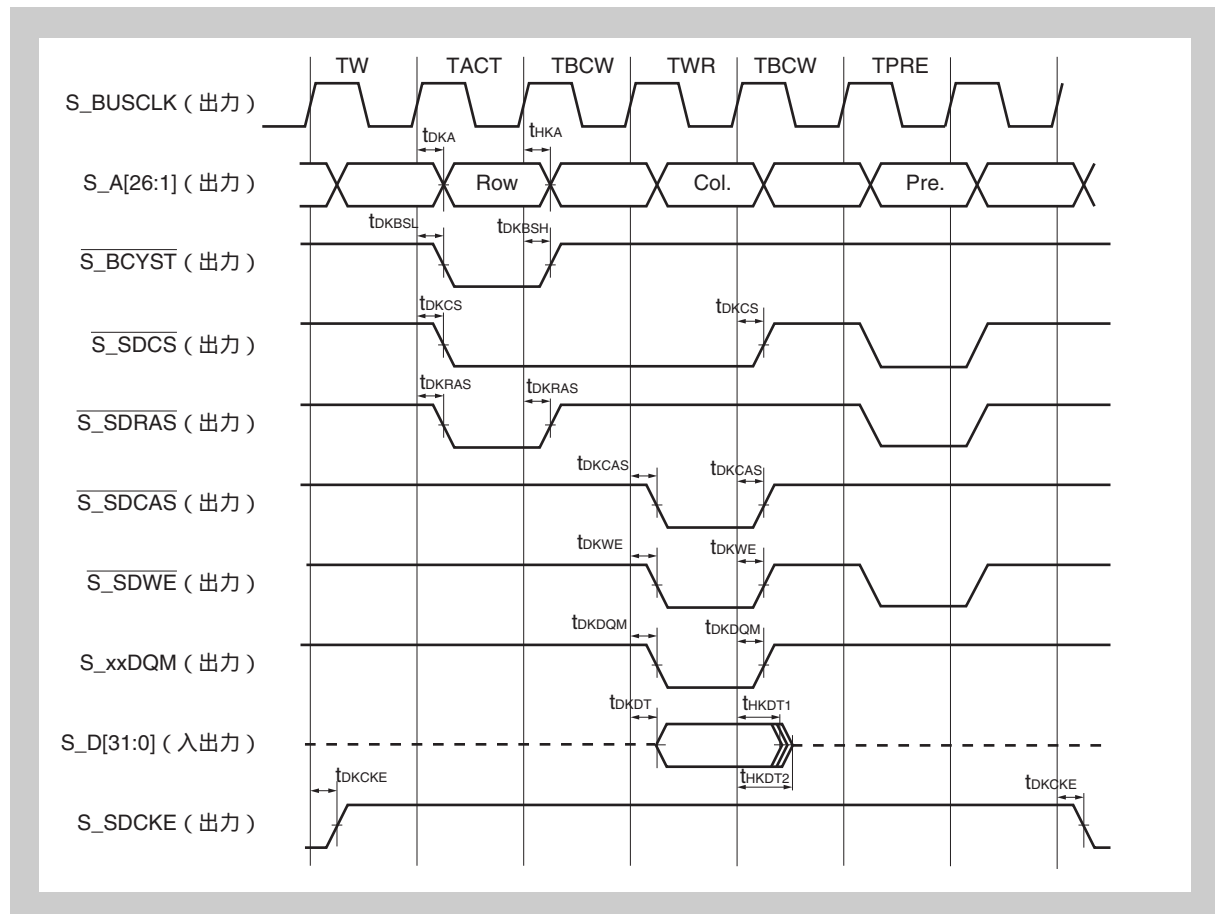 TW TACT TBCW TWR TBCW TPRE
S_BUSCLK（出力）
tDKA tHKA
S_A[26:1]（出力） Row Col. Pre.
tDKBSL tDKBSH
S_BCYST（出力）
tDKCS tDKCS
S_SDCS（出力）
tDKRAS tDKRAS
S_SDRAS（出力）
tDKCAS tDKCAS
S_SDCAS（出力）
tDKWE tDKWE
S_SDWE（出力）
tDKDQM tDKDQM
S_xxDQM（出力）
tDKDT tHKDT1
S_D[31:0]（入出力）
tDKCKE tHKDT2 tDKCKE
S_SDCKE（出力）